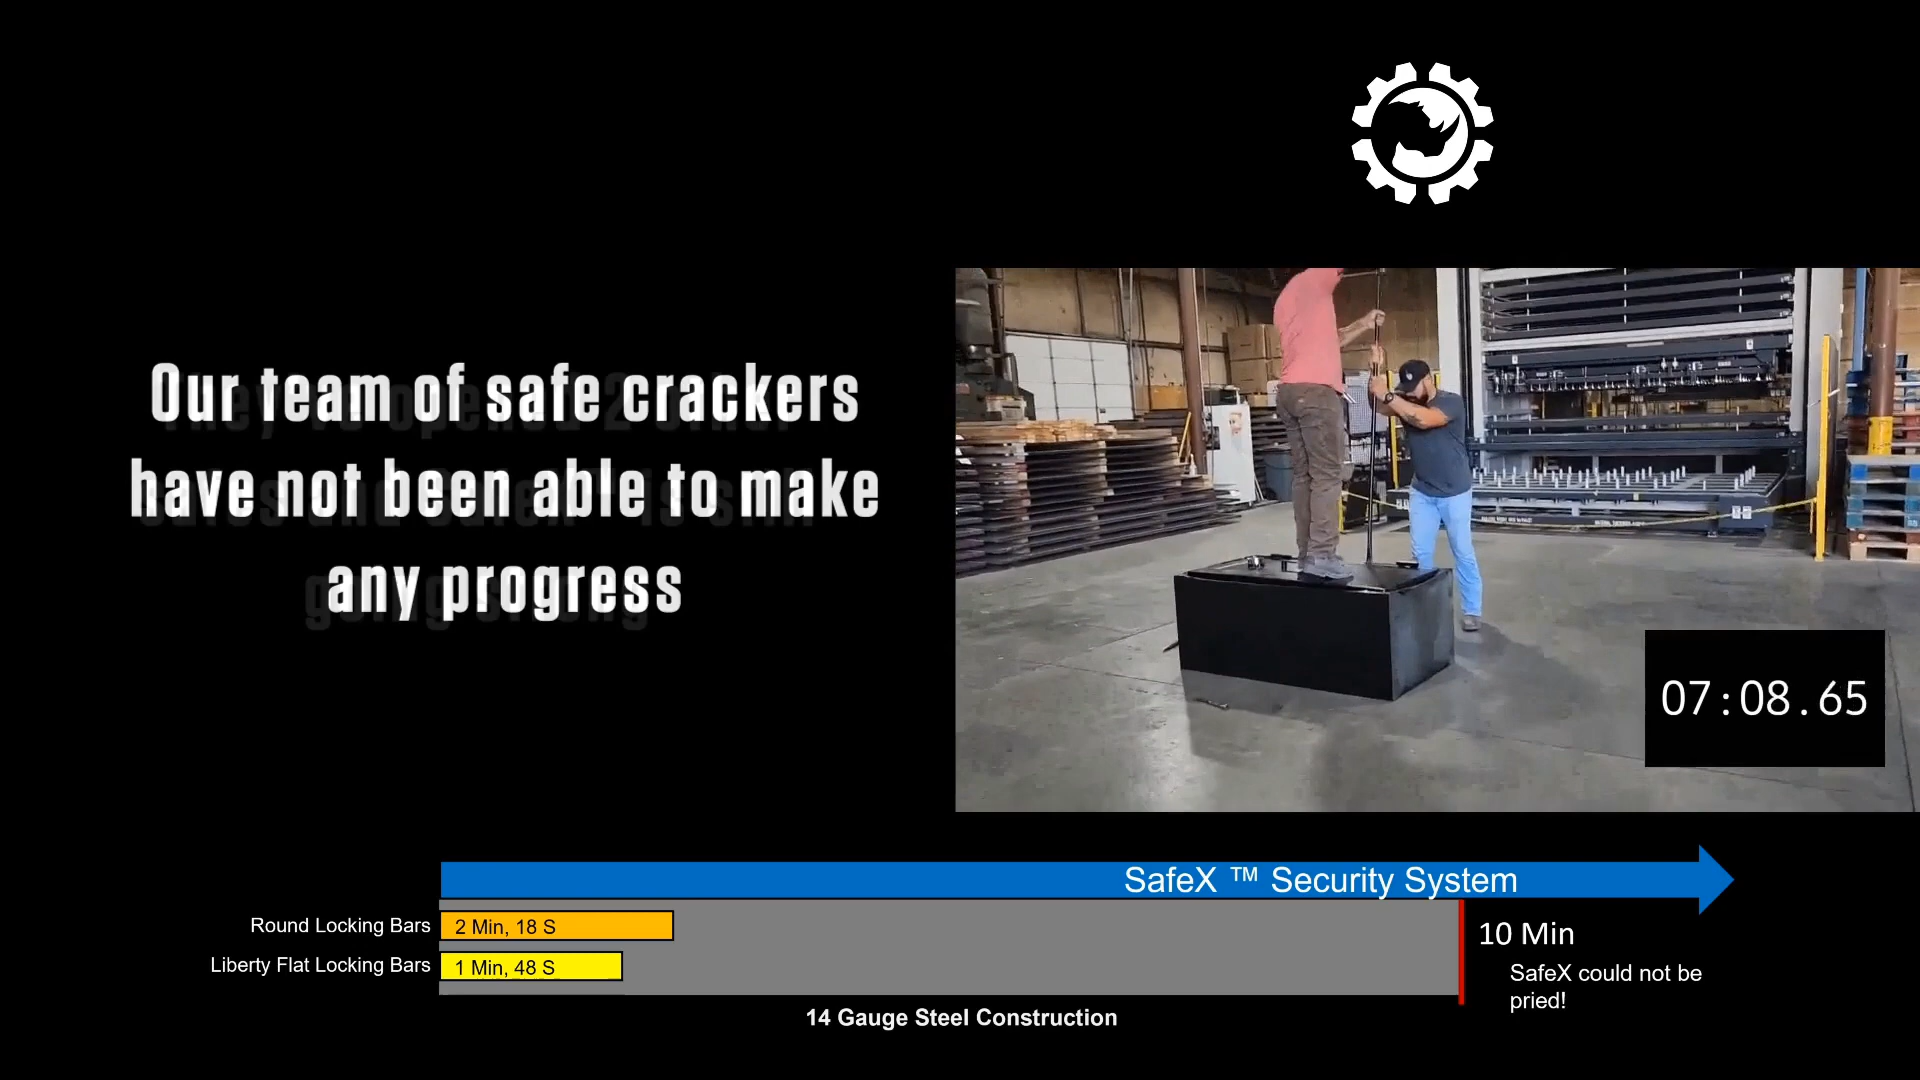 Our team of safe crackers
have not been able to make
any progress
07:08.65
SafeX ™ Security System
Round Locking Bars
2 Min, 18 S
Liberty Flat Locking Bars
1 Min, 48 S
10 Min
SafeX could not be
pried!
14 Gauge Steel Construction